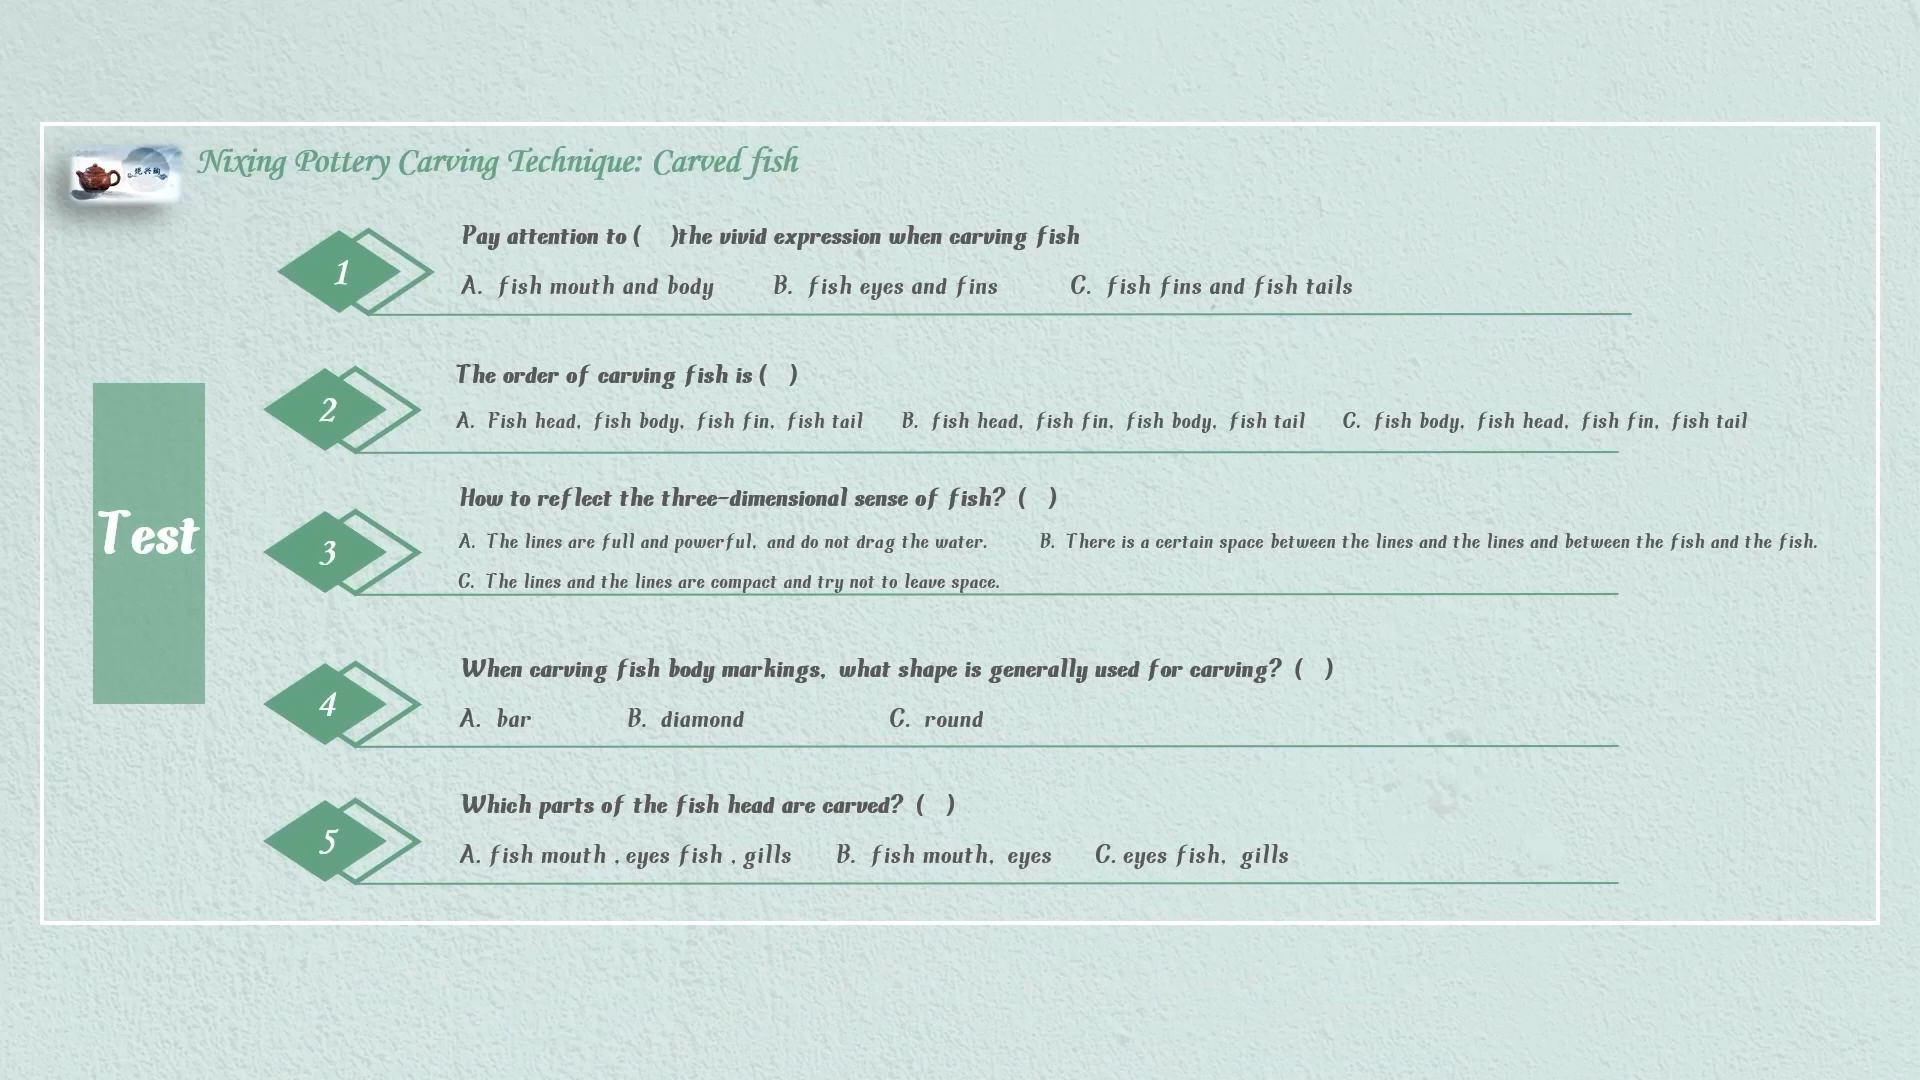 Nixing Pottery Carving Technique: Carved fish
Test
1
Pay attention to ( )the vivid expression when carving fish
A. fish mouth and body B. fish eyes and fins C. fish fins and fish tails
2
The order of carving fish is ( )
A. Fish head, fish body, fish fin, fish tail B. fish head, fish fin, fish body, fish tail C. fish body, fish head, fish fin, fish tail
3
How to reflect the three-dimensional sense of fish? ( )
A. The lines are full and powerful, and do not drag the water. B. There is a certain space between the lines and the lines and between the fish and the fish.
C. The lines and the lines are compact and try not to leave space.
4
When carving fish body markings, what shape is generally used for carving? ( )
A. bar B. diamond C. round
5
Which parts of the fish head are carved? ( )
A. fish mouth , eyes fish , gills B. fish mouth, eyes C. eyes fish, gills